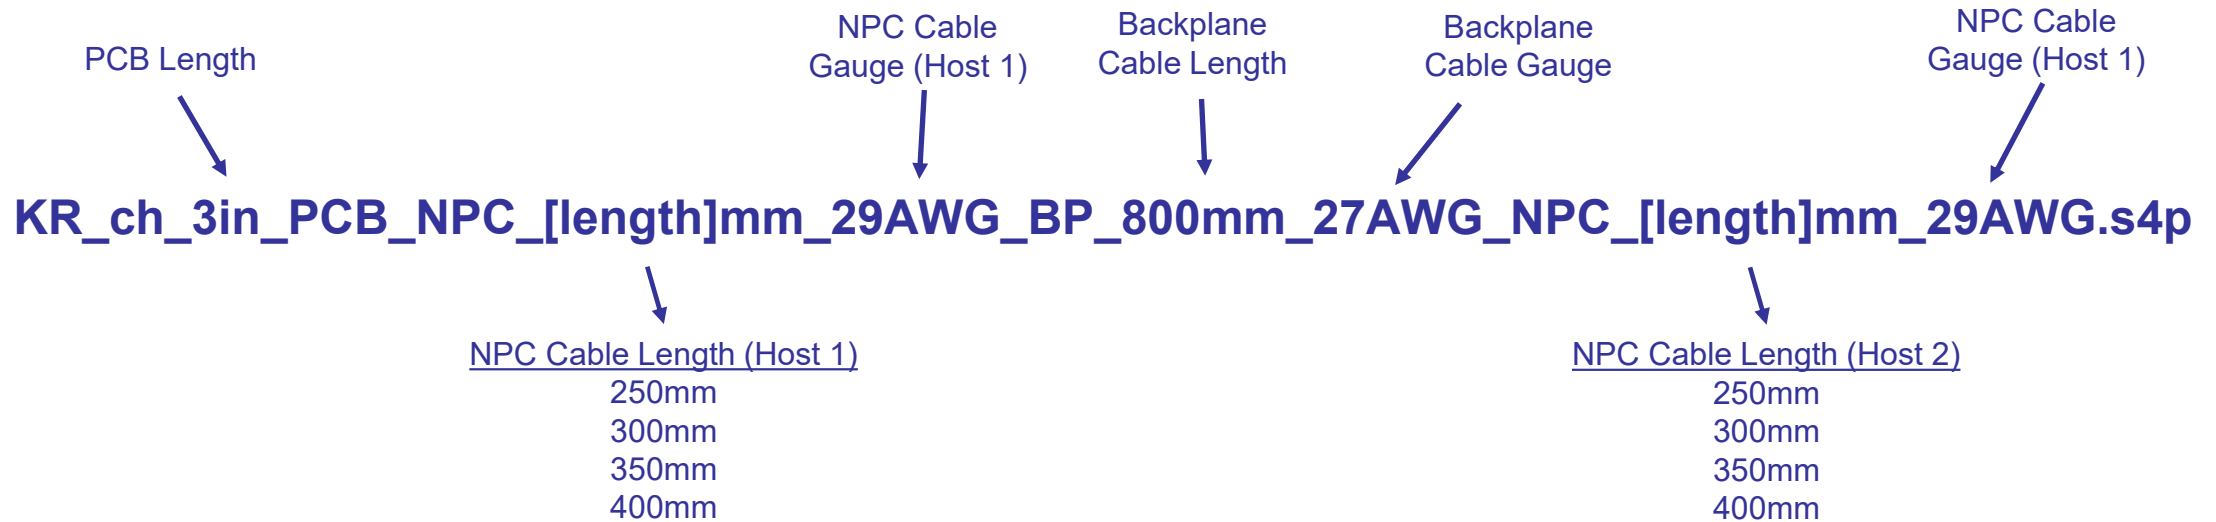 PCB Length
NPC Cable
Gauge (Host 1)
Backplane
Cable Length
Backplane
Cable Gauge
NPC Cable
Gauge (Host 1)
KR_ch_3in_PCB_NPC_[length]mm_29AWG_BP_800mm_27AWG_NPC_[length]mm_29AWG.s4p
NPC Cable Length (Host 1)
250mm
300mm
350mm
400mm
NPC Cable Length (Host 2)
250mm
300mm
350mm
400mm